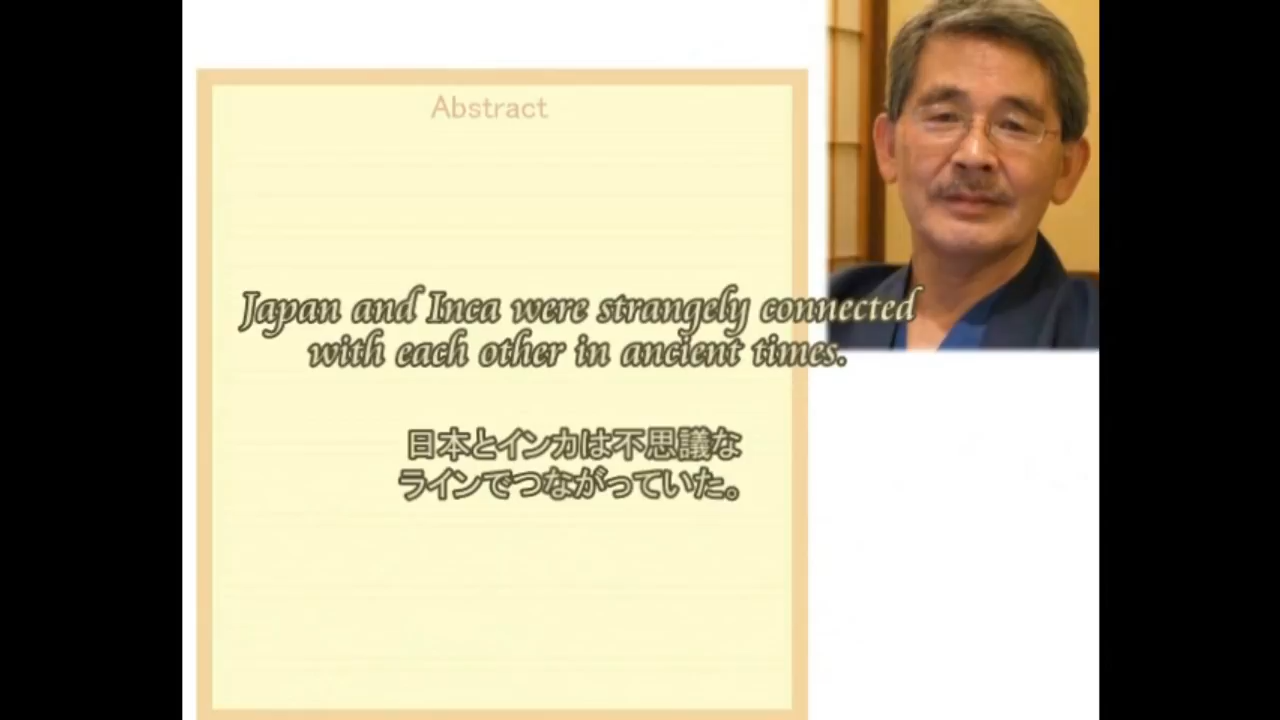 Abstract
Japan and Inca were strangely connected
with each other in ancient times.
日本とインカは不思議な
ラインでつながっていた。